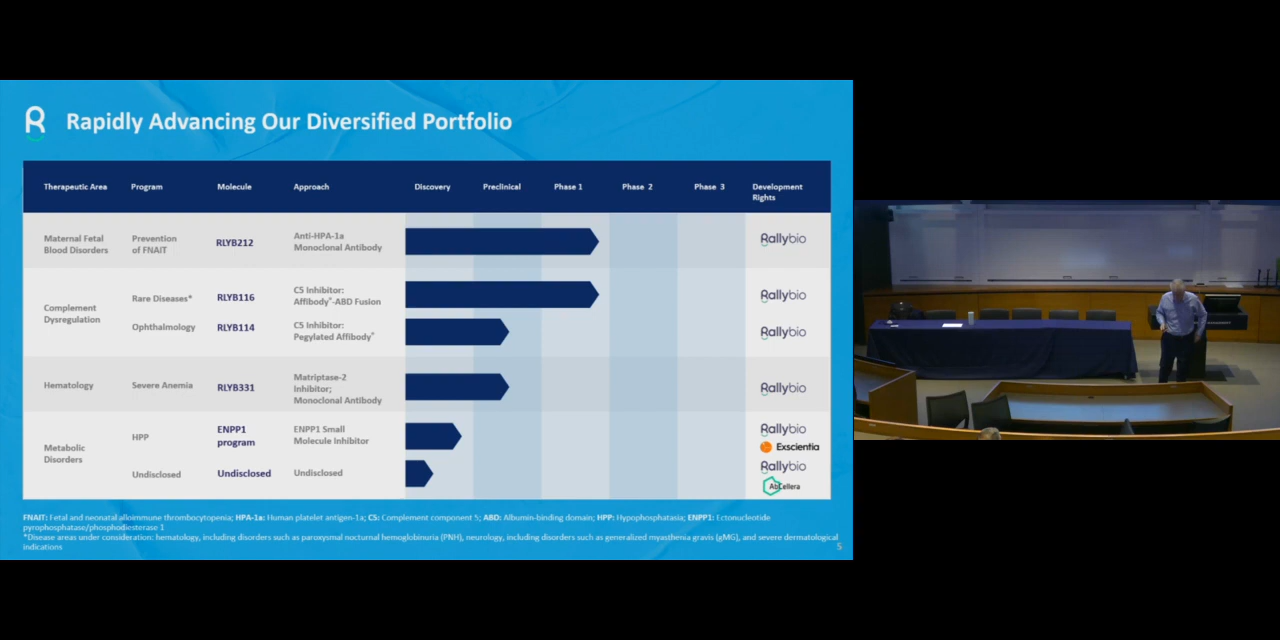 Rapidly Advancing Our Diversified Portfolio
Therapeutic Area Program Molecule Approach Discovery Preclinical Phase 1 Phase 2 Phase 3 Development
Rights
Maternal Fetal
Blood Disorders
Prevention
of FNAIT
RLYB212
Anti-HPA-1a
Monoclonal Antibody
Rallybio
Complement
Dysregulation
Rare Diseases*
RLYB116
C5 Inhibitor:
Affibody®-ABD Fusion
Rallybio
Ophthalmology
RLYB114
C5 Inhibitor:
Pegylated Affibody®
Rallybio
Hematology
Severe Anemia
RLYB331
Matriptase-2
Inhibitor;
Monoclonal Antibody
Rallybio
Metabolic
Disorders
HPP
ENPP1
program
ENPP1 Small
Molecule Inhibitor
Rallybio
Exscientia
Undisclosed
Undisclosed
Undisclosed
Rallybio
AbCellera
FNAIT: Fetal and neonatal alloimmune thrombocytopenia; HPA-1a: Human platelet antigen-1a; C5: Complement component 5; ABD: Albumin-binding domain; HPP: Hypophosphatasia; ENPP1: Ectonucleotide
pyrophosphatase/phosphodiesterase 1
*Disease areas under consideration: hematology, including disorders such as paroxysmal nocturnal hemoglobinuria (PNH), neurology, including disorders such as generalized myasthenia gravis (gMG), and severe dermatological
indications
5